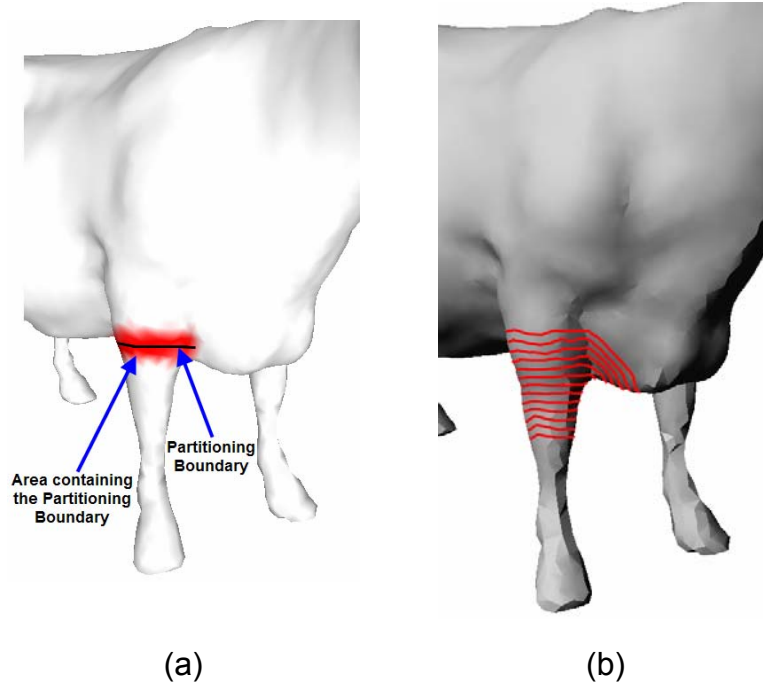 Partitioning
Boundary
Area containing
the Partitioning
Boundary
(a)
(b)